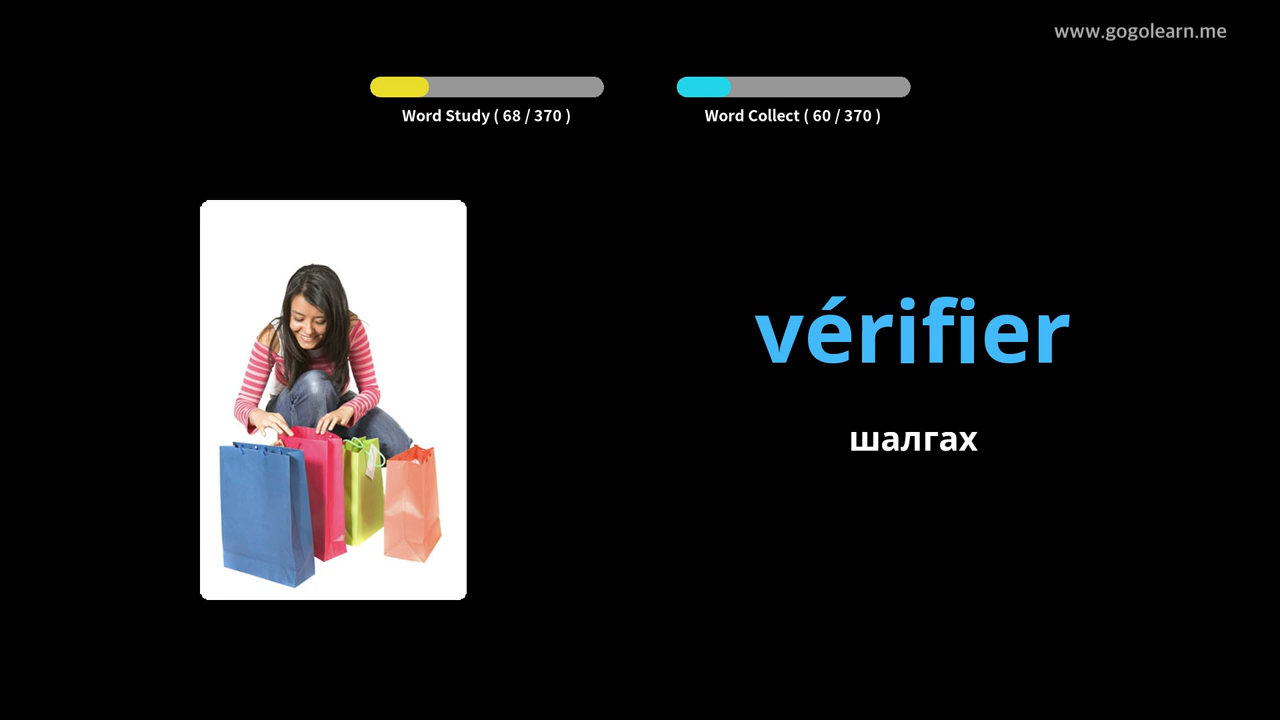 www.gogolearn.me
Word Study ( 68 / 370 )
Word Collect ( 60 / 370 )
vérifier
шалгах